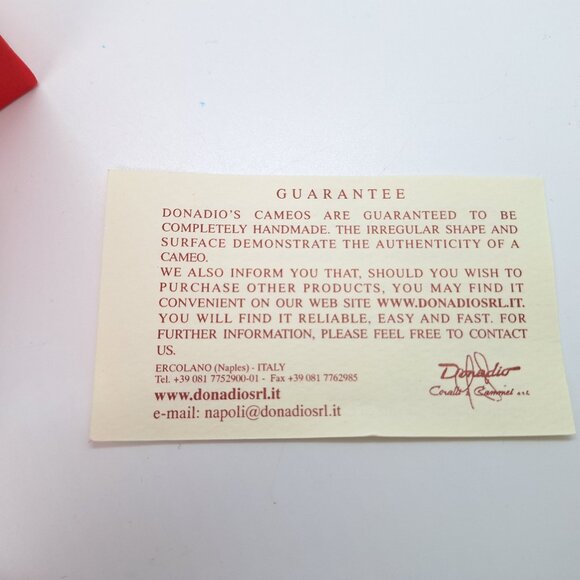 GUARANTEE
DONADIO'S CAMEOS ARE GUARANTEED TO BE
COMPLETELY HANDMADE. THE IRREGULAR SHAPE AND
SURFACE DEMONSTRATE THE AUTHENTICITY OF A
CAMEO.
WE ALSO INFORM YOU THAT, SHOULD YOU WISH TO
PURCHASE OTHER PRODUCTS, YOU MAY FIND IT
CONVENIENT ON OUR WEB SITE WWW.DONADIOSRL.IT.
YOU WILL FIND IT RELIABLE, EASY AND FAST. FOR
FURTHER INFORMATION, PLEASE FEEL FREE TO CONTACT
US.
ERCOLANO (Naples) - ITALY
Tel. +39 081 7752900-01 - Fax +39 081 7762985
www.donadiosrl.it
e-mail: napoli@donadiosrl.it
Donadio
Coralli e Cammei s.r.l.